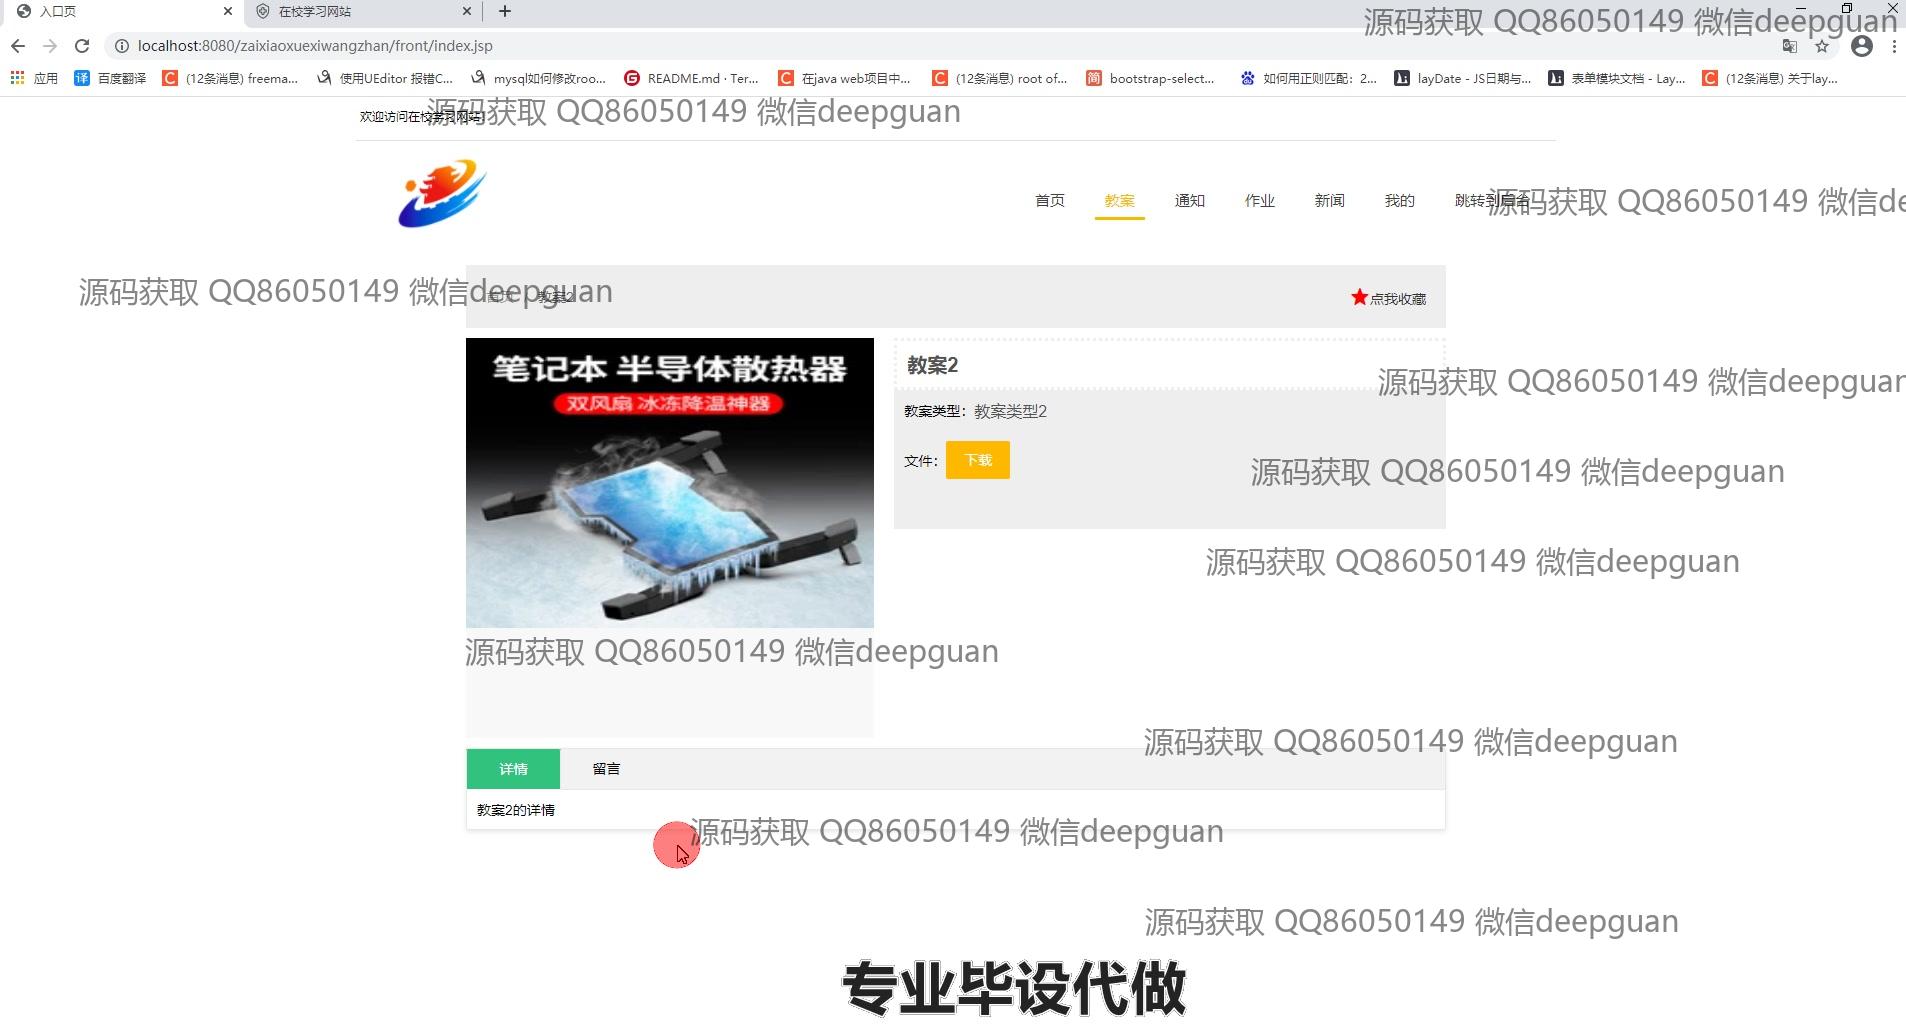 入口页
在校学习网站
源码获取 QQ86050149 微信deepguan
localhost:8080/zaixiaoxuexiwangzhan/front/index.jsp
应用 百度翻译 (12条消息) freema... 使用UEditor 报错C... mysql如何修改roo... README.md · Ter... 在java web项目中... (12条消息) root of... bootstrap-select... 如何用正则匹配：2... layDate - JS日期与... 表单模块文档 - Lay... (12条消息) 关于lay...
欢迎访问在校学习网站
源码获取 QQ86050149 微信deepguan
首页 教案 通知 作业 新闻 我的 跳转到后台
源码获取 QQ86050149 微信de
源码获取 QQ86050149 微信deepguan
首页 教案2
点我收藏
笔记本 半导体散热器
双风扇 冰冻降温神器
教案2
源码获取 QQ86050149 微信deepguan
教案类型： 教案类型2
文件： 下载
源码获取 QQ86050149 微信deepguan
源码获取 QQ86050149 微信deepguan
源码获取 QQ86050149 微信deepguan
源码获取 QQ86050149 微信deepguan
详情 留言
教案2的详情
源码获取 QQ86050149 微信deepguan
源码获取 QQ86050149 微信deepguan
专业毕设代做